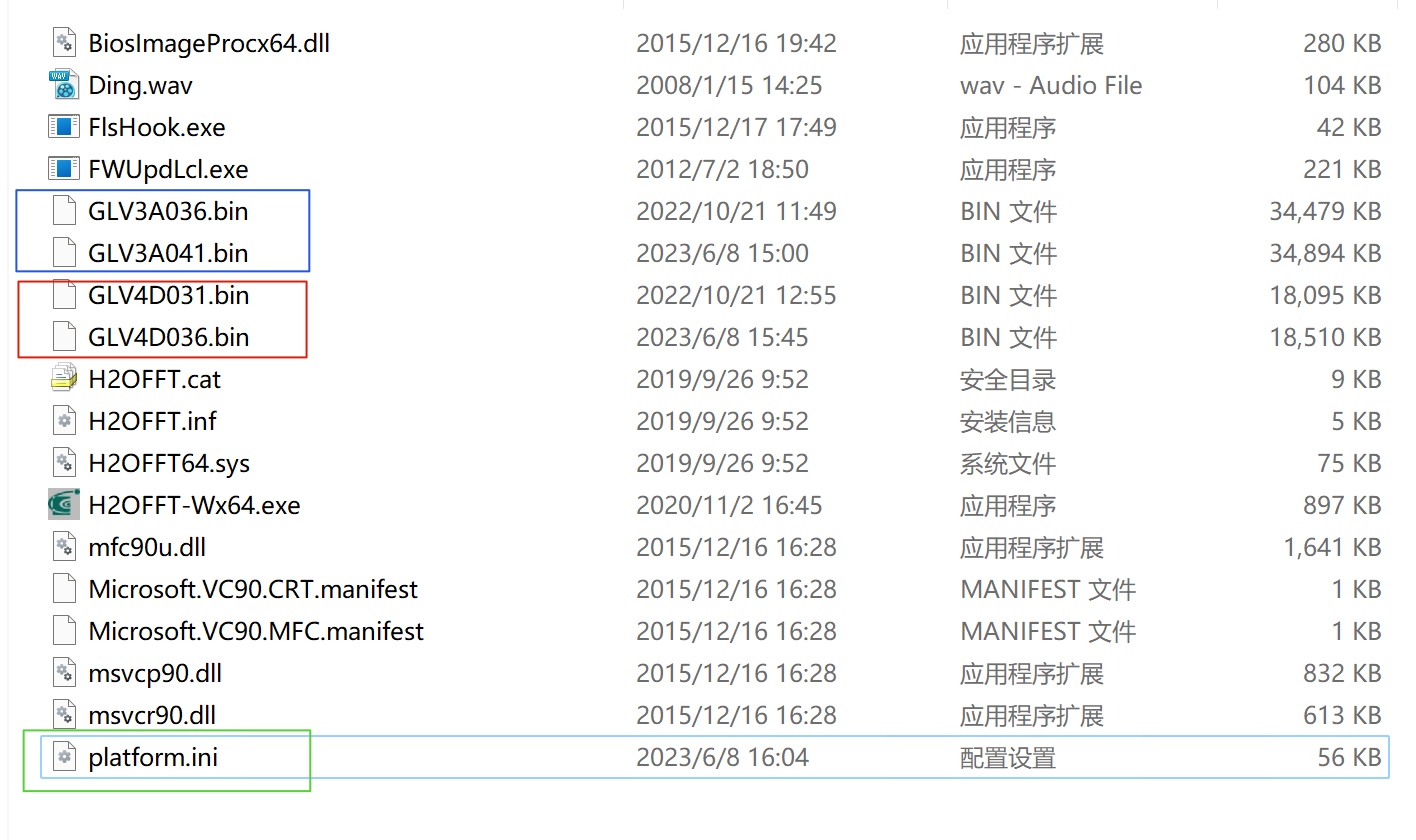 BiosImageProcx64.dll 2015/12/16 19:42 应用程序扩展 280 KB
Ding.wav 2008/1/15 14:25 wav - Audio File 104 KB
FlsHook.exe 2015/12/17 17:49 应用程序 42 KB
FWUpdLcl.exe 2012/7/2 18:50 应用程序 221 KB
GLV3A036.bin 2022/10/21 11:49 BIN 文件 34,479 KB
GLV3A041.bin 2023/6/8 15:00 BIN 文件 34,894 KB
GLV4D031.bin 2022/10/21 12:55 BIN 文件 18,095 KB
GLV4D036.bin 2023/6/8 15:45 BIN 文件 18,510 KB
H2OFFT.cat 2019/9/26 9:52 安全目录 9 KB
H2OFFT.inf 2019/9/26 9:52 安装信息 5 KB
H2OFFT64.sys 2019/9/26 9:52 系统文件 75 KB
H2OFFT-Wx64.exe 2020/11/2 16:45 应用程序 897 KB
mfc90u.dll 2015/12/16 16:28 应用程序扩展 1,641 KB
Microsoft.VC90.CRT.manifest 2015/12/16 16:28 MANIFEST 文件 1 KB
Microsoft.VC90.MFC.manifest 2015/12/16 16:28 MANIFEST 文件 1 KB
msvcp90.dll 2015/12/16 16:28 应用程序扩展 832 KB
msvcr90.dll 2015/12/16 16:28 应用程序扩展 613 KB
platform.ini 2023/6/8 16:04 配置设置 56 KB